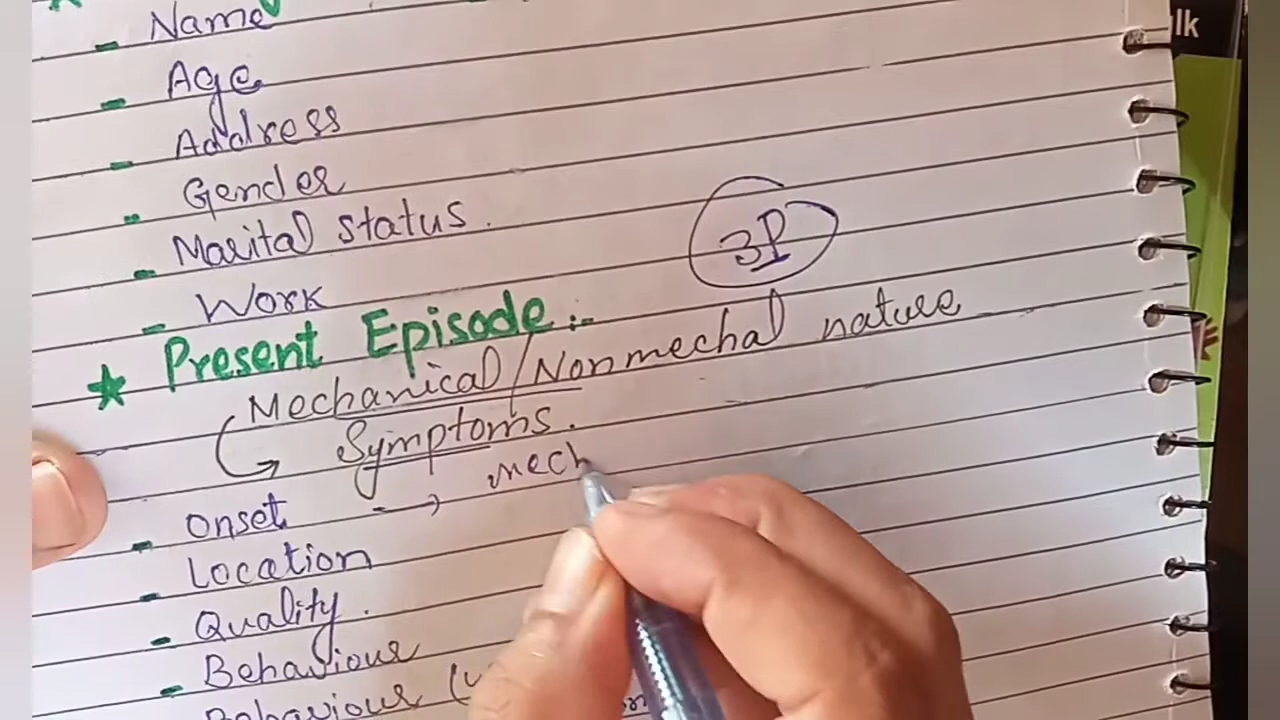 - Name
- Age
- Address
- Gender
- Marital status.
- Work
3P
★ Present Episode :-
Mechanical/Nonmechal nature
Symptoms.
- Onset → mech
- Location
- Quality.
- Behaviour
Behaviour